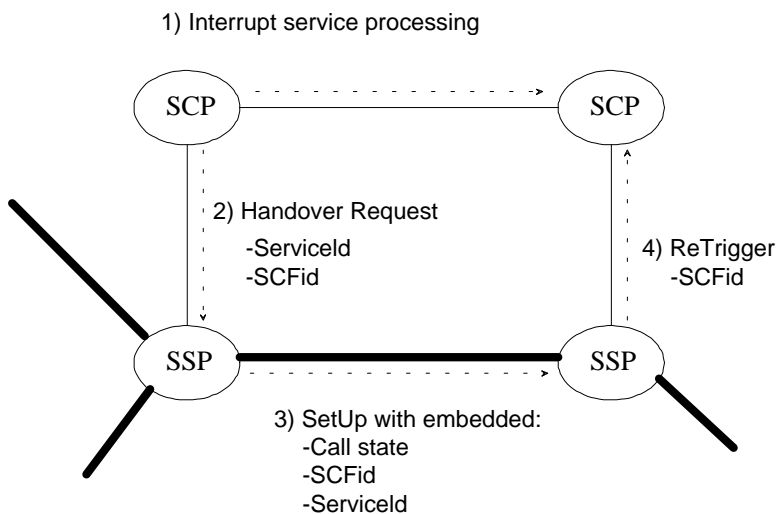 1) Interrupt service processing
SCP
SCP
2) Handover Request
-ServiceId
-SCFid
4) ReTrigger
-SCFid
SSP
SSP
3) SetUp with embedded:
-Call state
-SCFid
-ServiceId